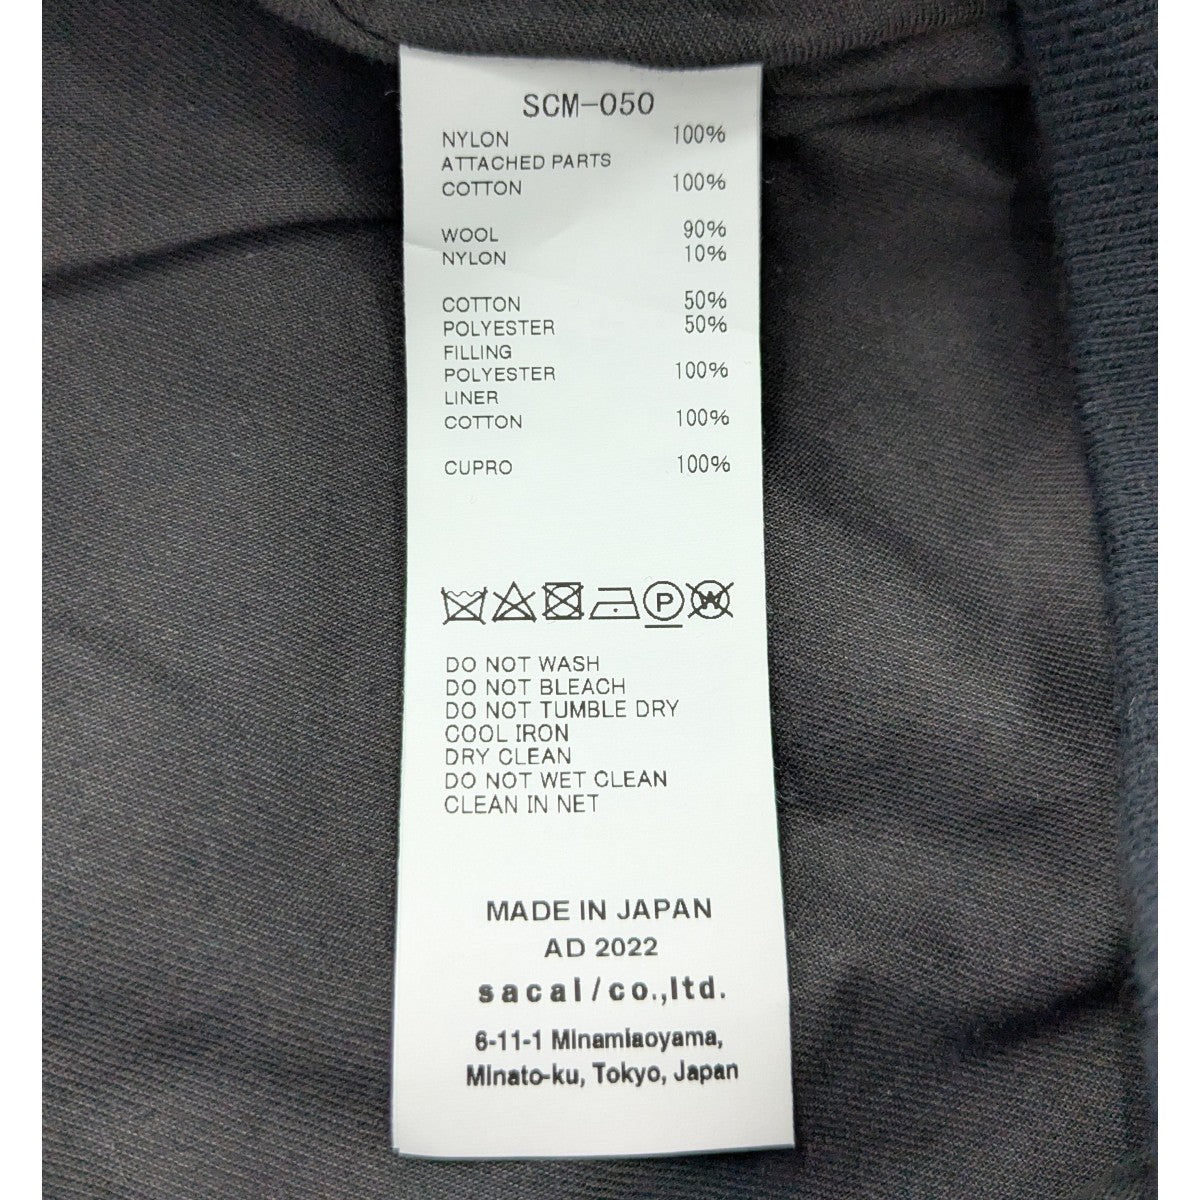 SCM-050
NYLON 100%
ATTACHED PARTS
COTTON 100%
WOOL 90%
NYLON 10%
COTTON 50%
POLYESTER 50%
FILLING
POLYESTER 100%
LINER
COTTON 100%
CUPRO 100%
P W
DO NOT WASH
DO NOT BLEACH
DO NOT TUMBLE DRY
COOL IRON
DRY CLEAN
DO NOT WET CLEAN
CLEAN IN NET
MADE IN JAPAN
AD 2022
sacai/co.,ltd.
6-11-1 Minamiaoyama,
Minato-ku, Tokyo, Japan